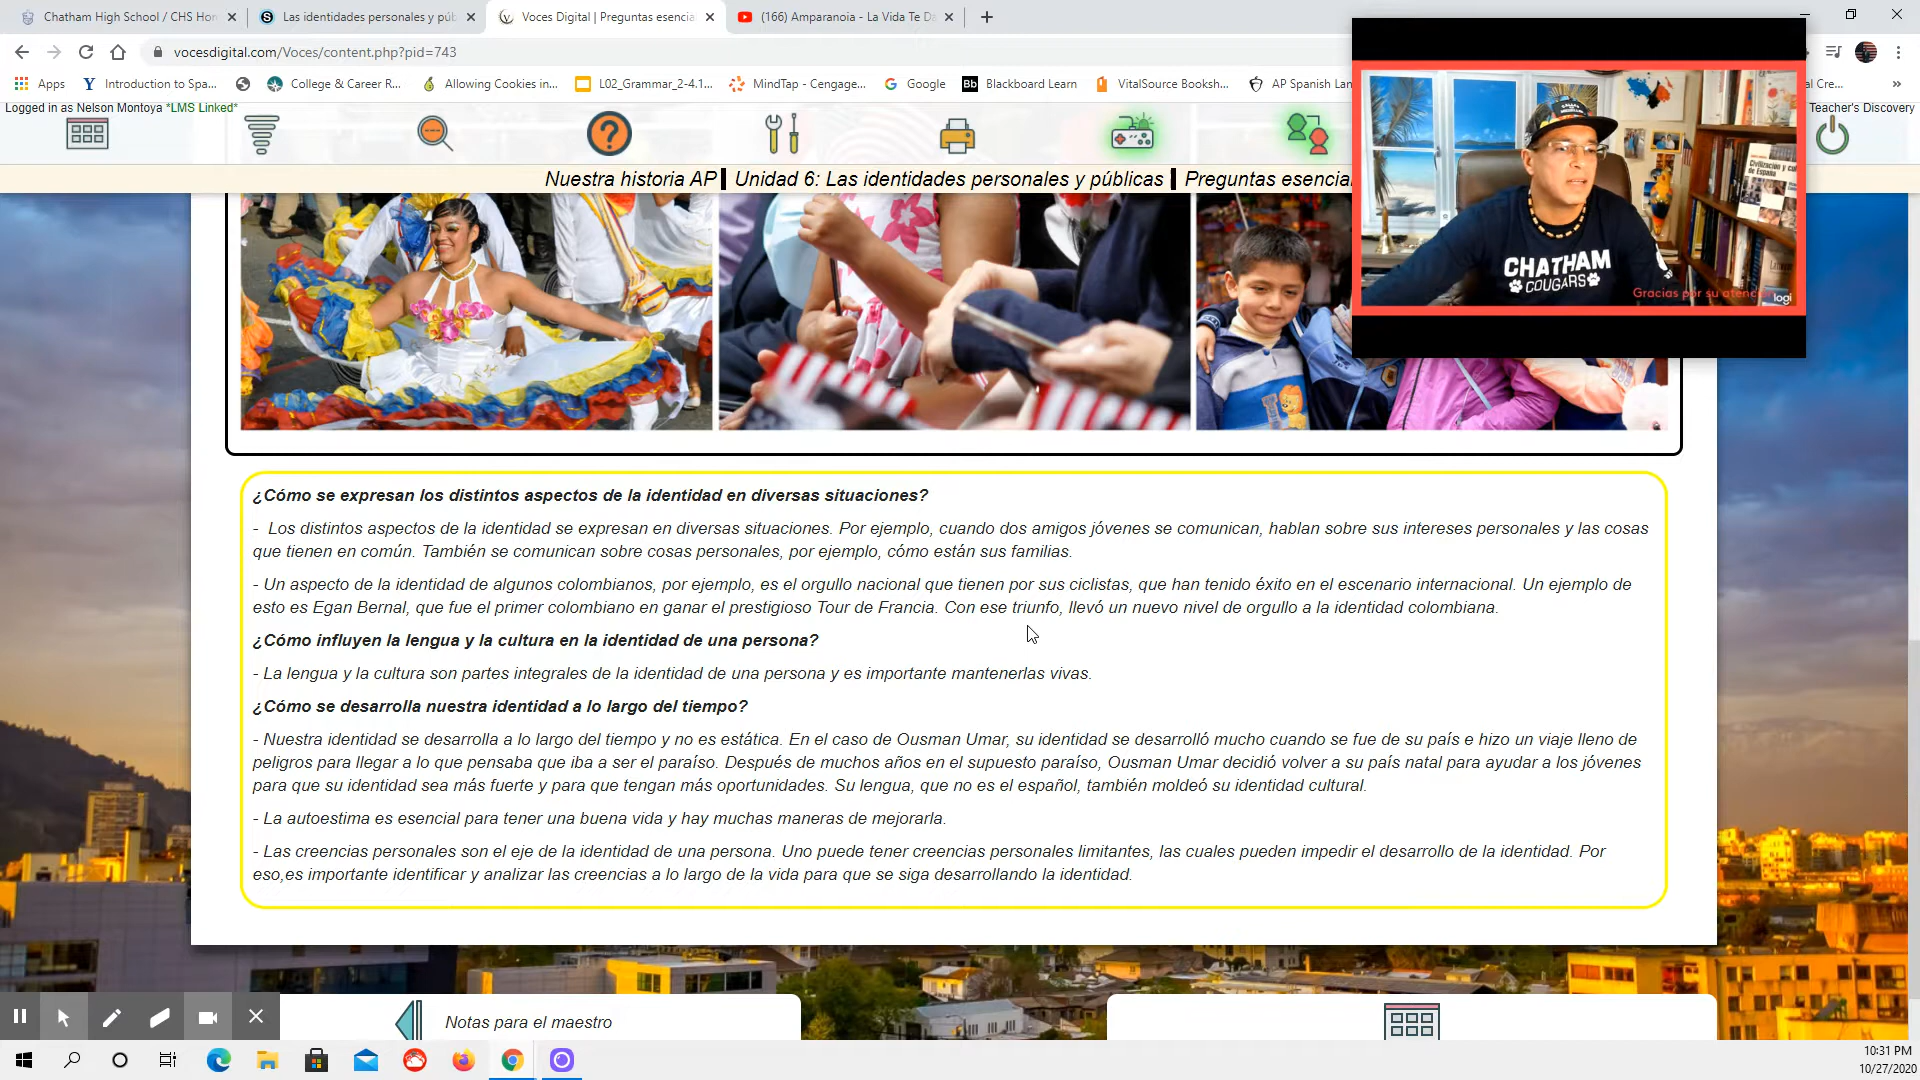 Chatham High School / CHS Hon
Las identidades personales y púb
Voces Digital | Preguntas esencia
(166) Amparanoia - La Vida Te D
vocesdigital.com/Voces/content.php?pid=743
Apps
Introduction to Spa...
College & Career R...
Allowing Cookies in...
L02_Grammar_2-4.1...
MindTap - Cengage...
Google
Bb
Blackboard Learn
VitalSource Booksh...
AP Spanish Lan
al Cre...
»
Logged in as Nelson Montoya *LMS Linked*
Teacher's Discovery
Nuestra historia AP | Unidad 6: Las identidades personales y públicas | Preguntas esencial
Civilización y cu
de España
CHATHAM
COUGARS
Gracias por su atenc
logi
¿Cómo se expresan los distintos aspectos de la identidad en diversas situaciones?
- Los distintos aspectos de la identidad se expresan en diversas situaciones. Por ejemplo, cuando dos amigos jóvenes se comunican, hablan sobre sus intereses personales y las cosas
que tienen en común. También se comunican sobre cosas personales, por ejemplo, cómo están sus familias.
- Un aspecto de la identidad de algunos colombianos, por ejemplo, es el orgullo nacional que tienen por sus ciclistas, que han tenido éxito en el escenario internacional. Un ejemplo de
esto es Egan Bernal, que fue el primer colombiano en ganar el prestigioso Tour de Francia. Con ese triunfo, llevó un nuevo nivel de orgullo a la identidad colombiana.
¿Cómo influyen la lengua y la cultura en la identidad de una persona?
- La lengua y la cultura son partes integrales de la identidad de una persona y es importante mantenerlas vivas.
¿Cómo se desarrolla nuestra identidad a lo largo del tiempo?
- Nuestra identidad se desarrolla a lo largo del tiempo y no es estática. En el caso de Ousman Umar, su identidad se desarrolló mucho cuando se fue de su país e hizo un viaje lleno de
peligros para llegar a lo que pensaba que iba a ser el paraíso. Después de muchos años en el supuesto paraíso, Ousman Umar decidió volver a su país natal para ayudar a los jóvenes
para que su identidad sea más fuerte y para que tengan más oportunidades. Su lengua, que no es el español, también moldeó su identidad cultural.
- La autoestima es esencial para tener una buena vida y hay muchas maneras de mejorarla.
- Las creencias personales son el eje de la identidad de una persona. Uno puede tener creencias personales limitantes, las cuales pueden impedir el desarrollo de la identidad. Por
eso,es importante identificar y analizar las creencias a lo largo de la vida para que se siga desarrollando la identidad.
Notas para el maestro
10:31 PM
10/27/2020